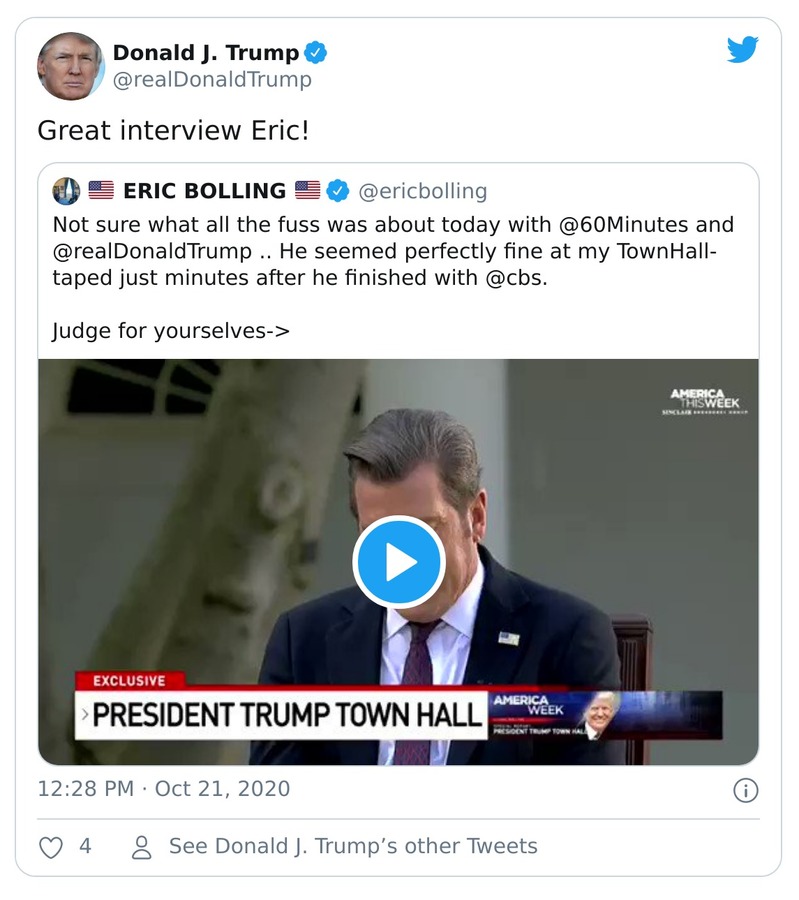 Donald J. Trump
@realDonaldTrump
Great interview Eric!
🇺🇸 ERIC BOLLING 🇺🇸 @ericbolling
Not sure what all the fuss was about today with @60Minutes and
@realDonaldTrump .. He seemed perfectly fine at my TownHall-
taped just minutes after he finished with @cbs.
Judge for yourselves->
AMERICA
THISWEEK
SINCLAIR BROADCAST GROUP
EXCLUSIVE
PRESIDENT TRUMP TOWN HALL
AMERICA
WEEK
PRESIDENT TRUMP TOWN HALL
12:28 PM · Oct 21, 2020
4
See Donald J. Trump’s other Tweets